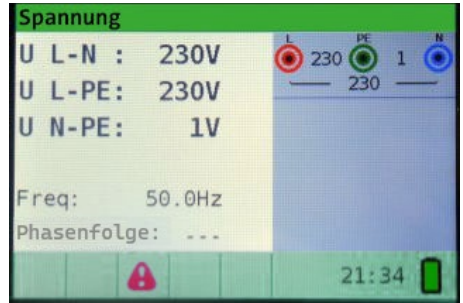 Spannung
U L-N : 230V
U L-PE: 230V
U N-PE: 1V
Freq: 50.0Hz
Phasenfolge: ---
L PE N
230 1
230
21:34